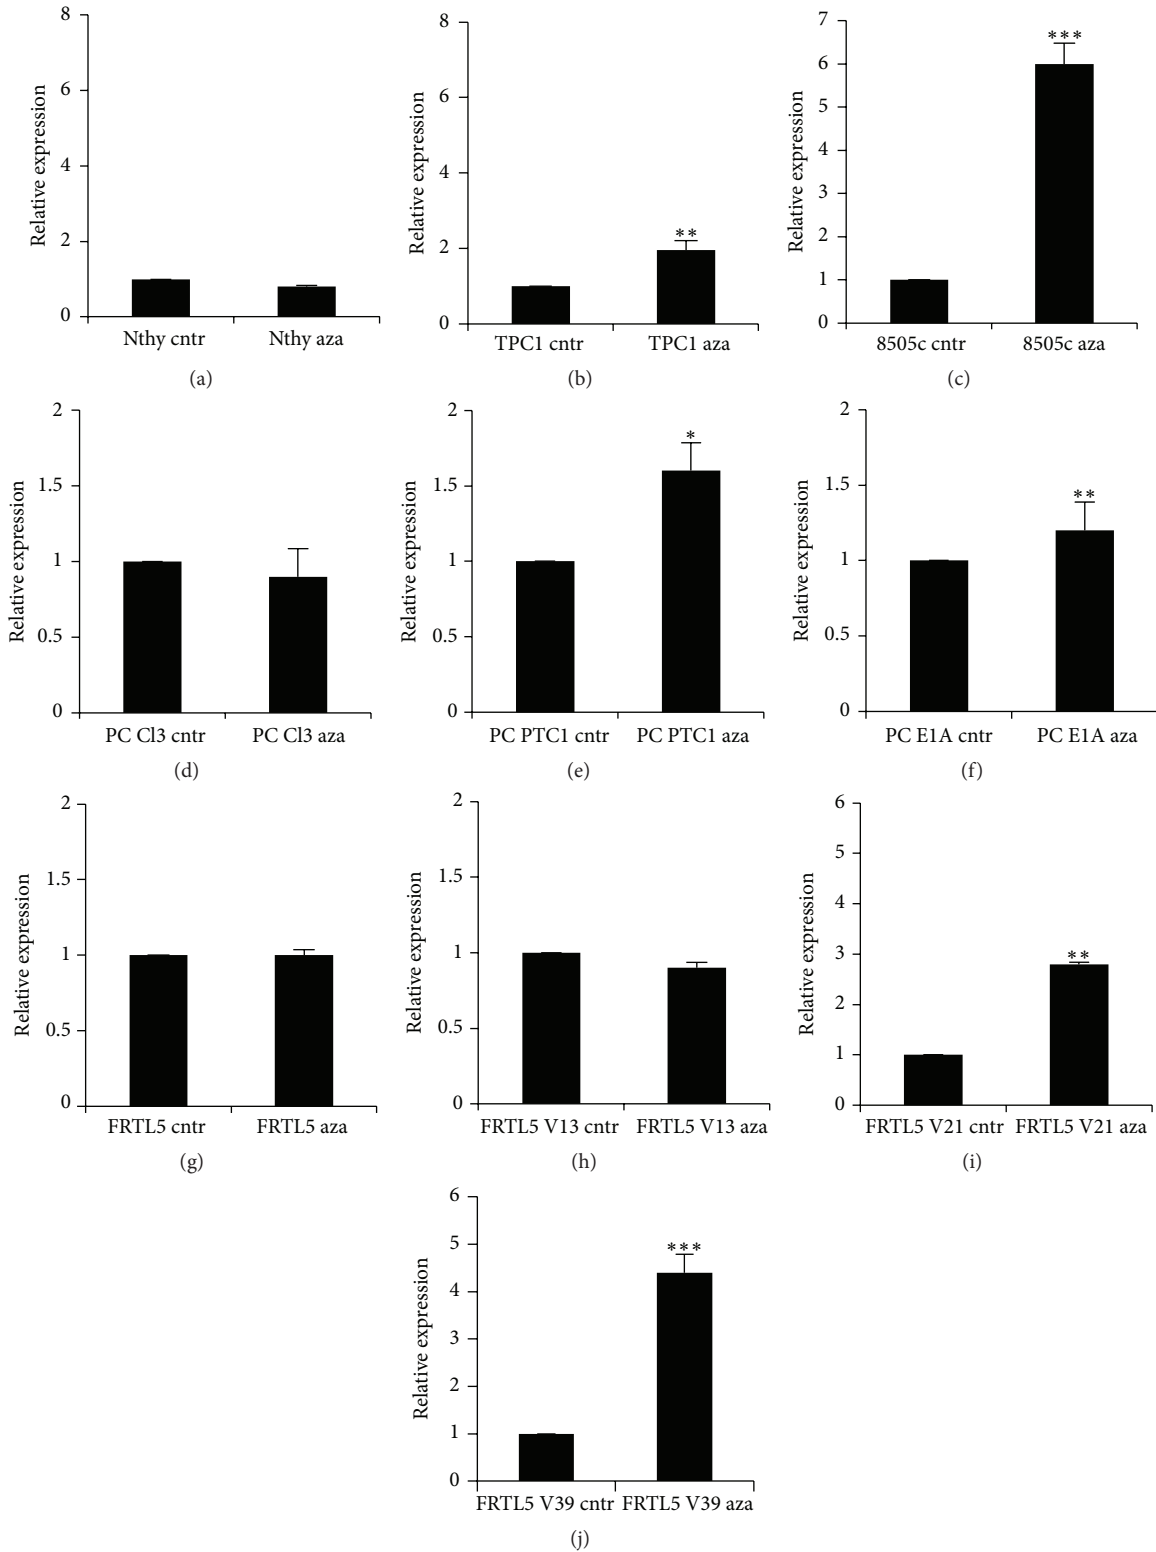 8
6
4
2
0
Relative expression
Nthy cntr
Nthy aza
(a)
8
6
4
2
0
Relative expression
**
TPC1 cntr
TPC1 aza
(b)
7
6
5
4
3
2
1
0
Relative expression
***
8505c cntr
8505c aza
(c)
2
1.5
1
0.5
0
Relative expression
PC Cl3 cntr
PC Cl3 aza
(d)
2
1.5
1
0.5
0
Relative expression
*
PC PTC1 cntr
PC PTC1 aza
(e)
2
1.5
1
0.5
0
Relative expression
**
PC E1A cntr
PC E1A aza
(f)
2
1.5
1
0.5
0
Relative expression
FRTL5 cntr
FRTL5 aza
(g)
2
1.5
1
0.5
0
Relative expression
FRTL5 V13 cntr
FRTL5 V13 aza
(h)
6
5
4
3
2
1
0
Relative expression
**
FRTL5 V21 cntr
FRTL5 V21 aza
(i)
6
5
4
3
2
1
0
Relative expression
***
FRTL5 V39 cntr
FRTL5 V39 aza
(j)